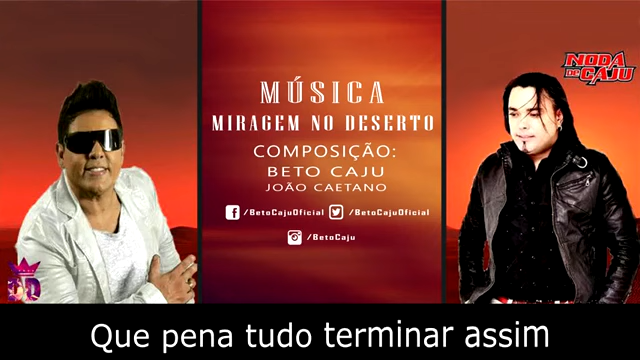 MÚSICA
MIRAGEM NO DESERTO
COMPOSIÇÃO:
BETO CAJU
JOÃO CAETANO
/BetoCajuOficial /BetoCajuOficial
/BetoCaju
NODA
DE CAJU
Que pena tudo terminar assim